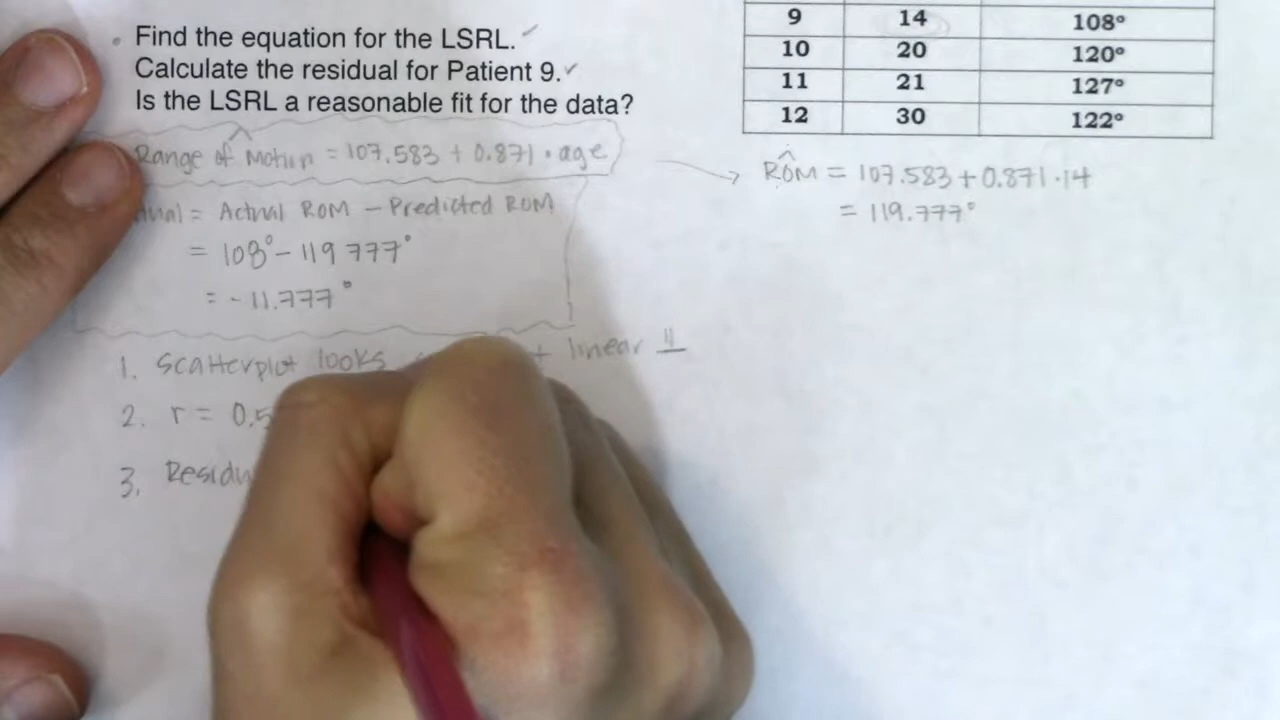 Find the equation for the LSRL. ✓
Calculate the residual for Patient 9. ✓
Is the LSRL a reasonable fit for the data?
9 14 108°
10 20 120°
11 21 127°
12 30 122°
Range of Motion = 107.583 + 0.871 · age
= Actual ROM - Predicted ROM
= 108° - 119 777°
= - 11.777°
RÔM = 107.583 + 0.871 · 14
= 119.777°
1. Scatterplot looks linear
2. r = 0.5
3.